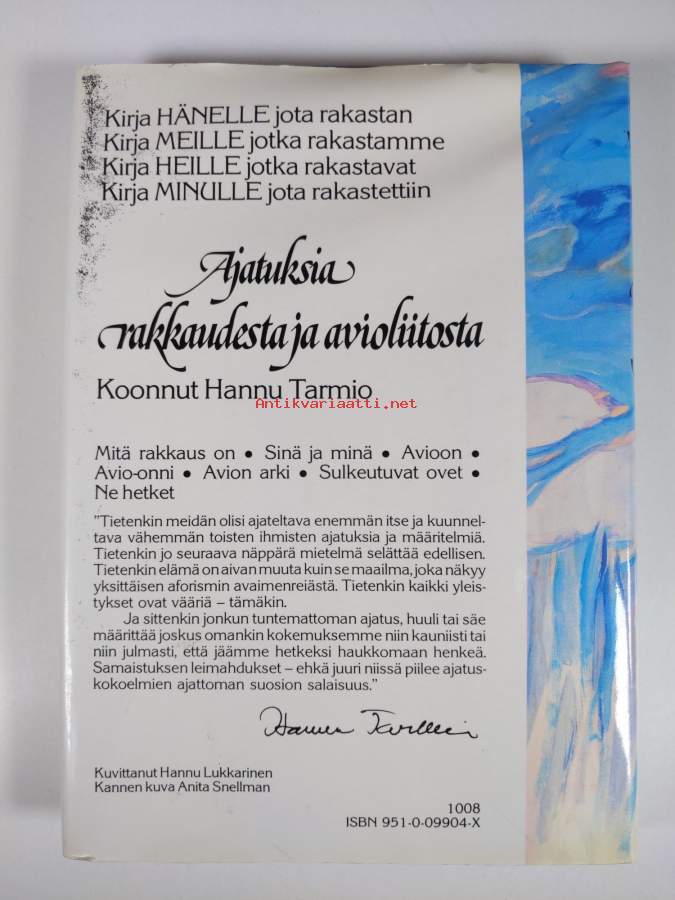 Kirja HÄNELLE jota rakastan
Kirja MEILLE jotka rakastamme
Kirja HEILLE jotka rakastavat
Kirja MINULLE jota rakastettiin
Ajatuksia
rakkaudesta ja avioliitosta
Koonnut Hannu Tarmio
Antikvariaatti.net
Mitä rakkaus on • Sinä ja minä • Avioon •
Avio-onni • Avion arki • Sulkeutuvat ovet •
Ne hetket
"Tietenkin meidän olisi ajateltava enemmän itse ja kuunnel-
tava vähemmän toisten ihmisten ajatuksia ja määritelmiä.
Tietenkin jo seuraava näppärä mietelmä selättää edellisen.
Tietenkin elämä on aivan muuta kuin se maailma, joka näkyy
yksittäisen aforismin avaimenreiästä. Tietenkin kaikki yleis-
tykset ovat vääriä – tämäkin.
Ja sittenkin jonkun tuntemattoman ajatus, huuli tai säe
määrittää joskus omankin kokemuksemme niin kauniisti tai
niin julmasti, että jäämme hetkeksi haukkomaan henkeä.
Samaistuksen leimahdukset – ehkä juuri niissä piilee ajatus-
kokoelmien ajattoman suosion salaisuus."
Hannu Tarmio
Kuvittanut Hannu Lukkarinen
Kannen kuva Anita Snellman
1008
ISBN 951-0-09904-X